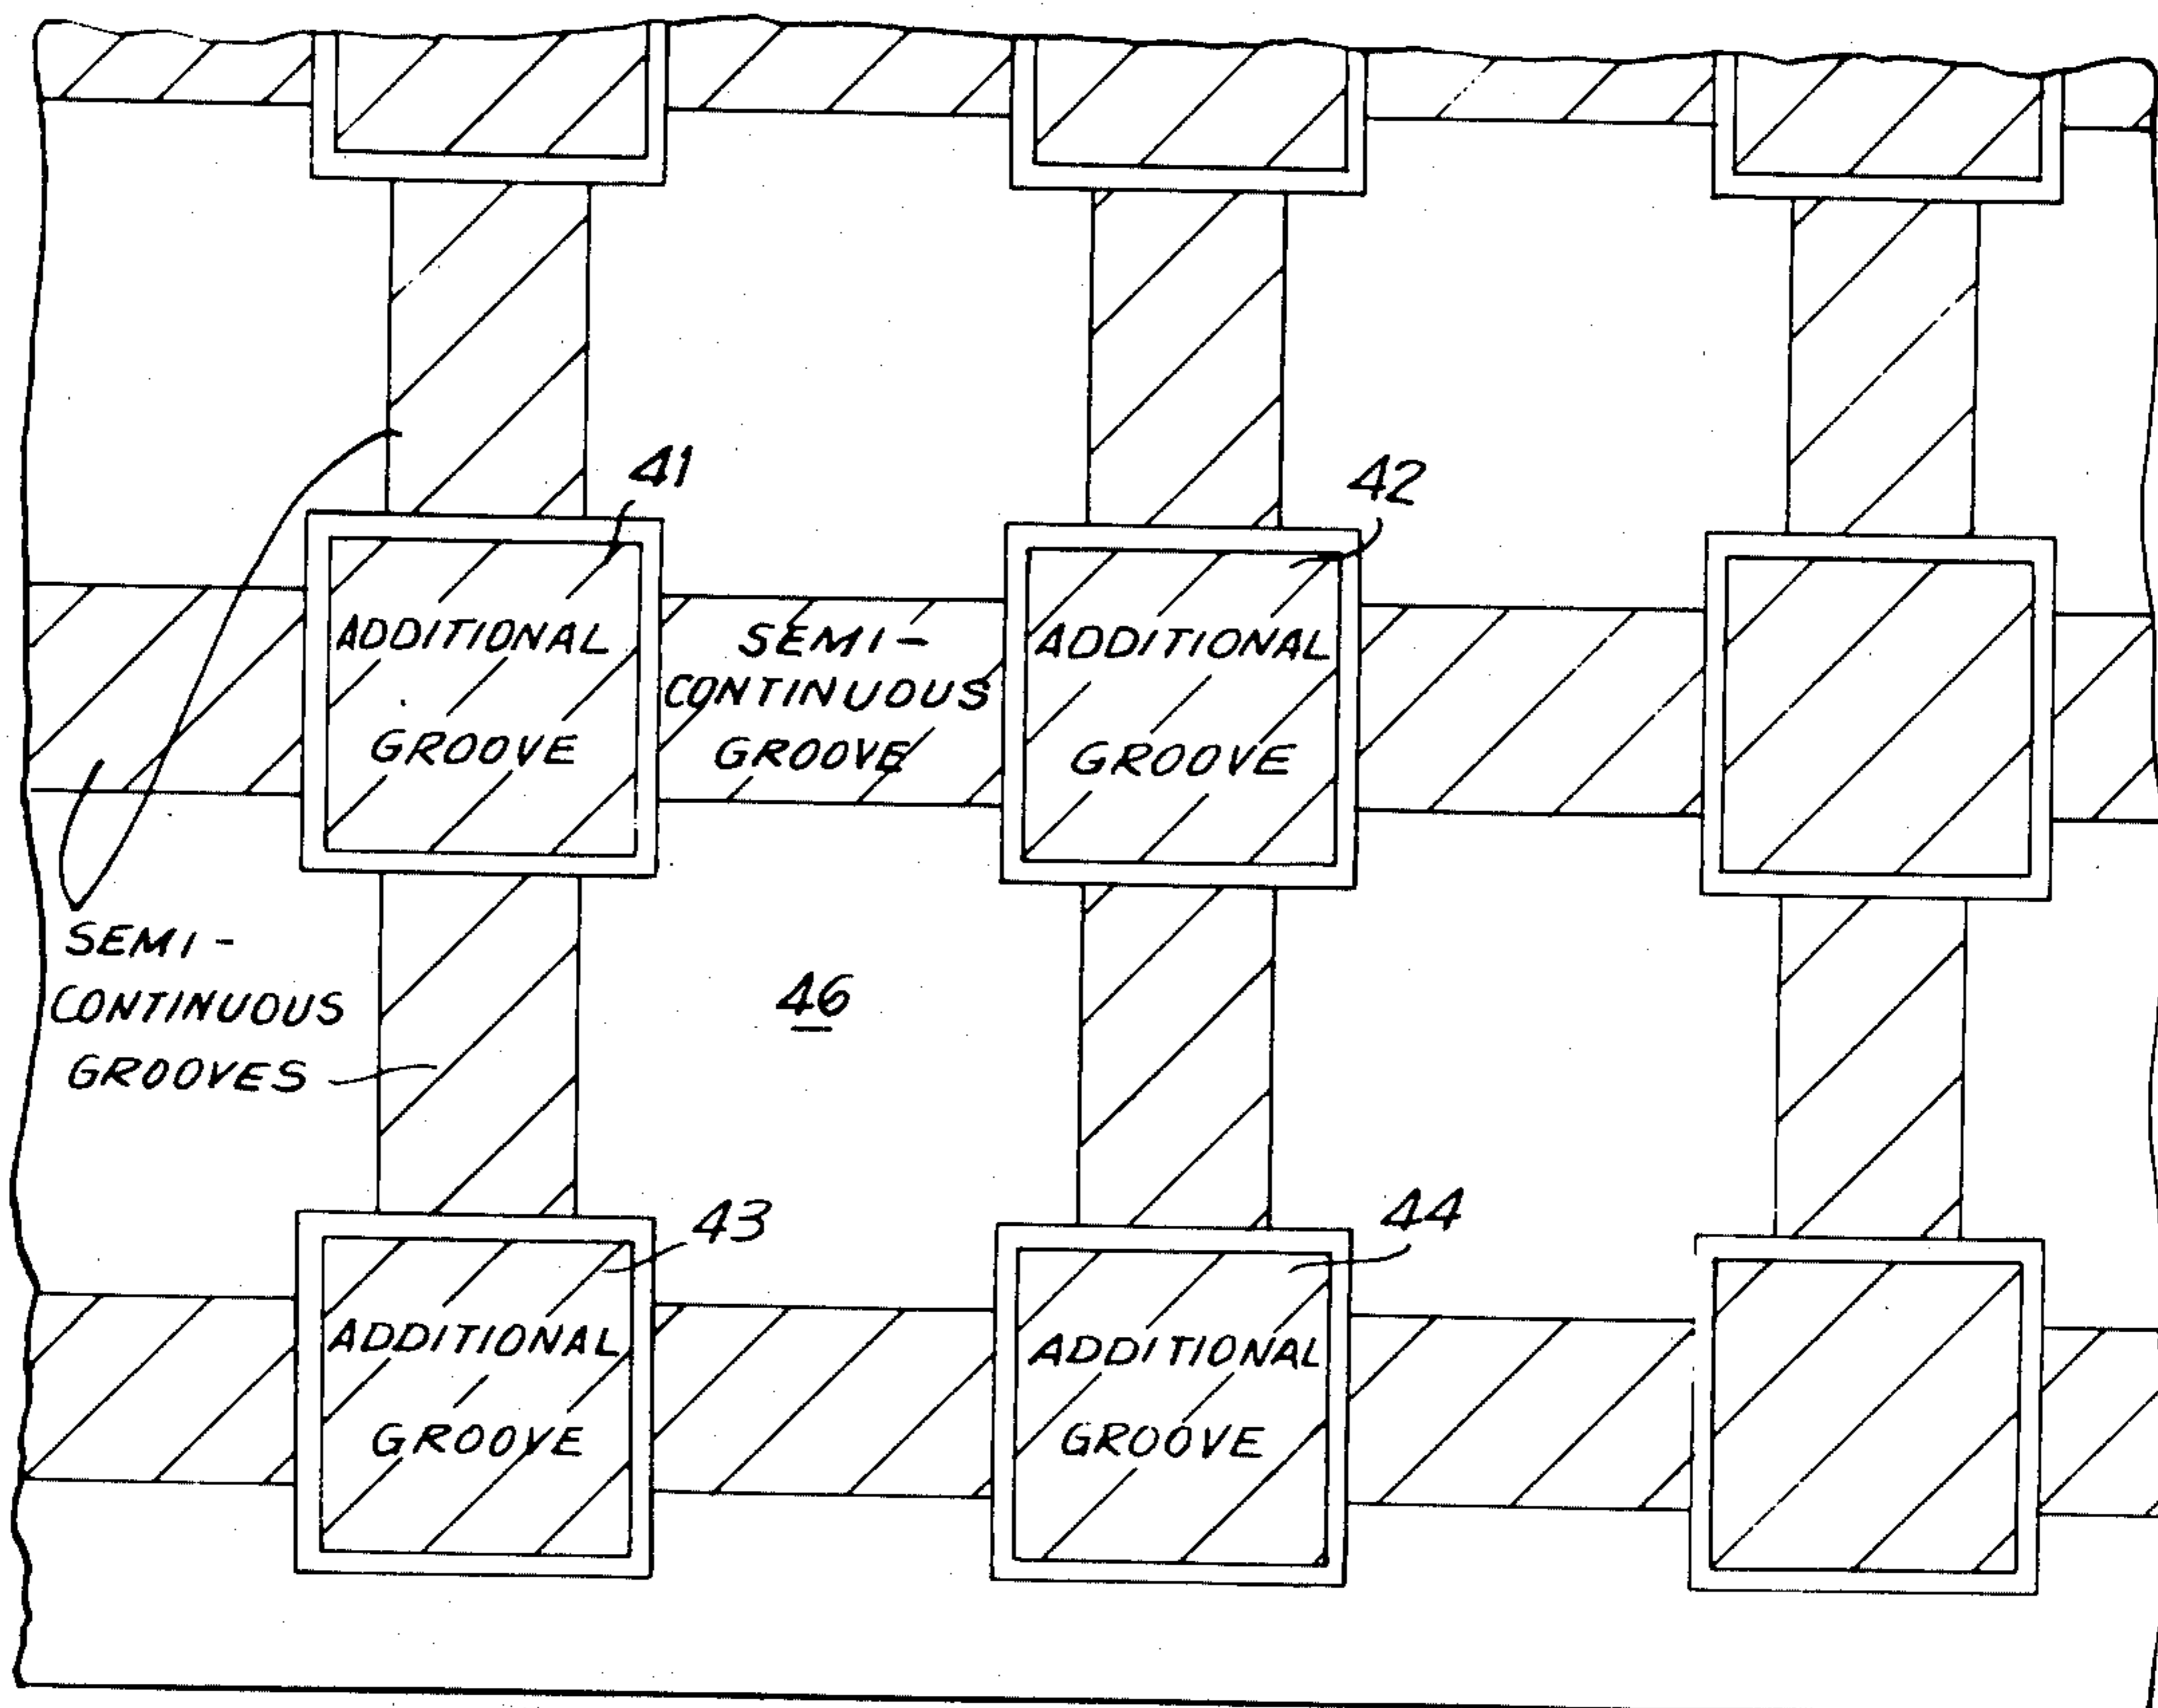 41
42
ADDITIONAL
GROOVE
SEMI-
CONTINUOUS
GROOVE
ADDITIONAL
GROOVE
SEMI-
CONTINUOUS
GROOVES
46
43
44
ADDITIONAL
GROOVE
ADDITIONAL
GROOVE